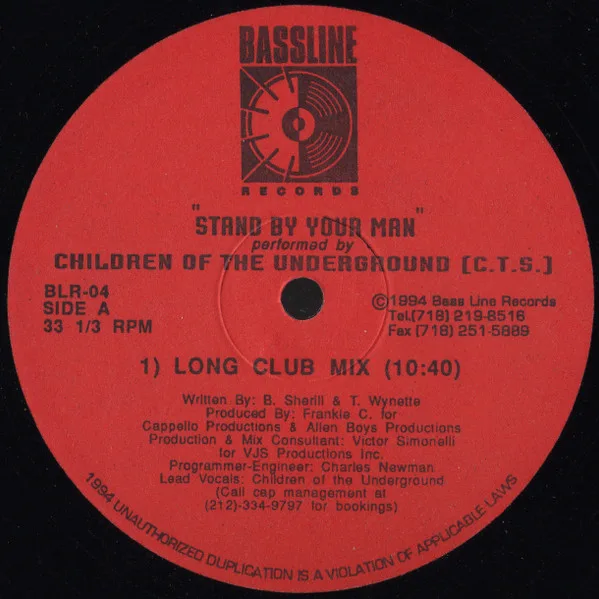 BASSLINE
RECORDS
"STAND BY YOUR MAN"
performed by
CHILDREN OF THE UNDERGROUND [C.T.S.]
BLR-04
SIDE A
33 1/3 RPM
©1994 Bass Line Records
Tel.(718) 219-8516
Fax (718) 251-5889
1) LONG CLUB MIX (10:40)
Written By: B. Sherill & T. Wynette
Produced By: Frankie C. for
Cappello Productions & Allen Boys Productions
Production & Mix Consultant: Victor Simonelli
for VJS Productions Inc.
Programmer-Engineer: Charles Newman
Lead Vocals: Children of the Underground
(Call cap management at
(212)-334-9797 for bookings)
1994 UNAUTHORIZED DUPLICATION IS A VIOLATION OF APPLICABLE LAWS